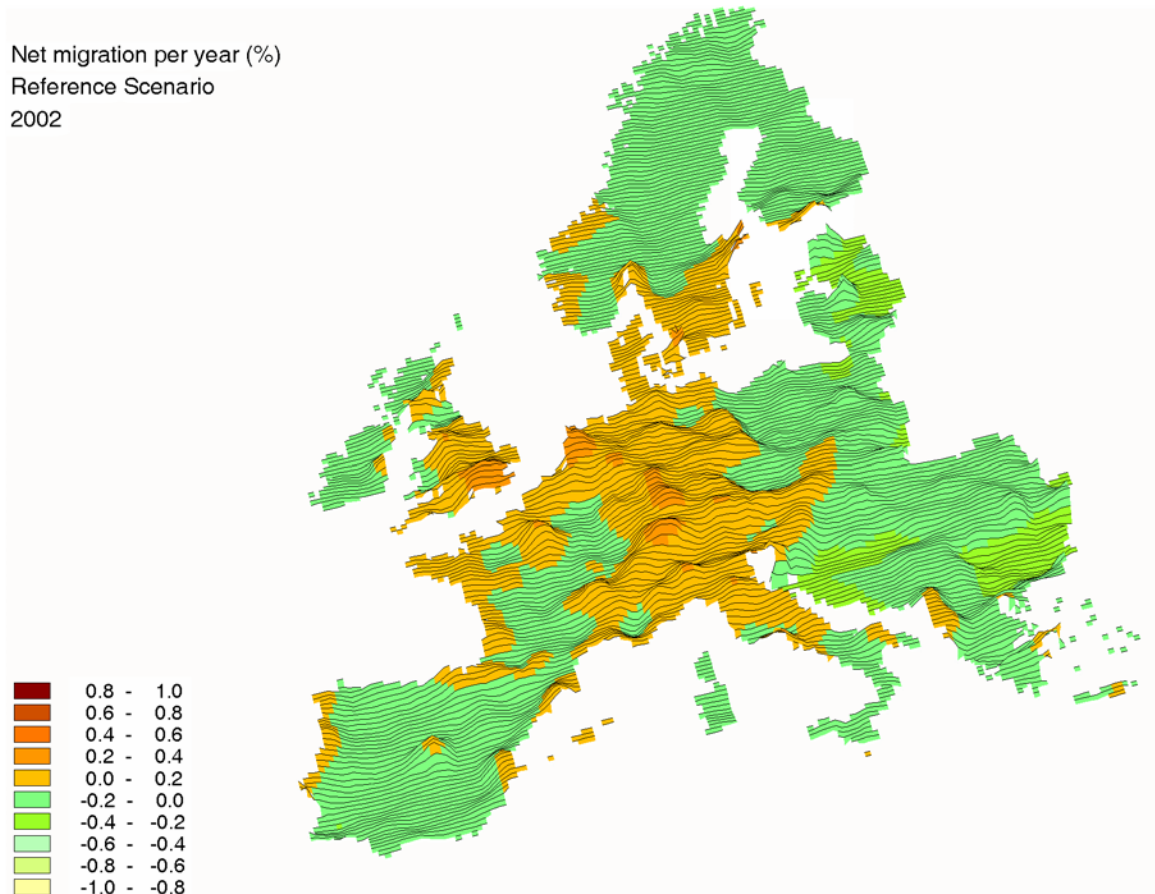 Net migration per year (%)
Reference Scenario
2002
0.8 - 1.0
0.6 - 0.8
0.4 - 0.6
0.2 - 0.4
0.0 - 0.2
-0.2 - 0.0
-0.4 - -0.2
-0.6 - -0.4
-0.8 - -0.6
-1.0 - -0.8